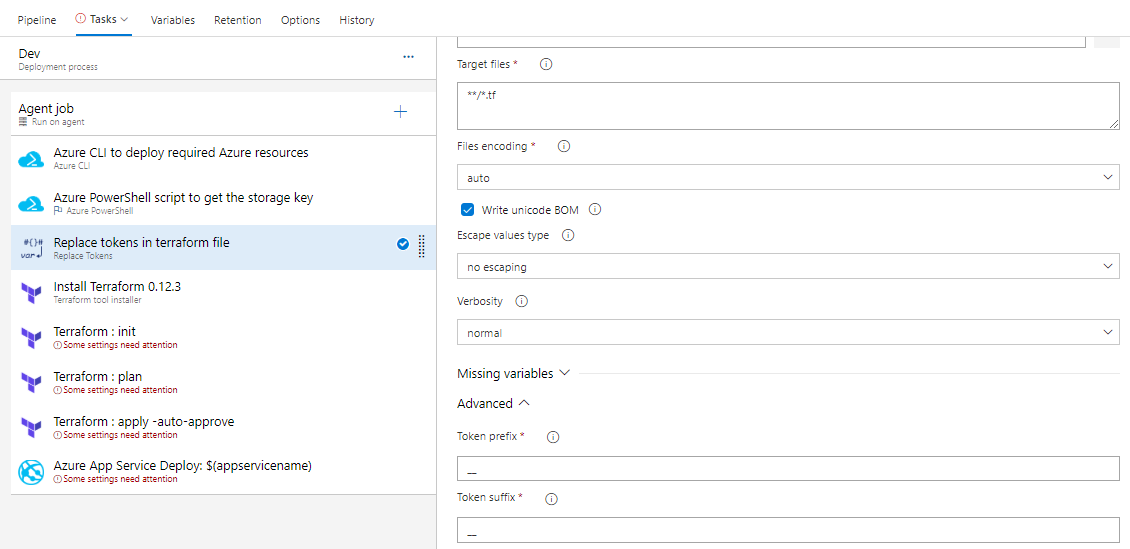 Pipeline
Tasks
Variables
Retention
Options
History
Dev
Deployment process
Agent job
Run on agent
Azure CLI to deploy required Azure resources
Azure CLI
Azure PowerShell script to get the storage key
Azure PowerShell
#{}#
var
Replace tokens in terraform file
Replace Tokens
Install Terraform 0.12.3
Terraform tool installer
Terraform : init
Some settings need attention
Terraform : plan
Some settings need attention
Terraform : apply -auto-approve
Some settings need attention
Azure App Service Deploy: $(appservicename)
Some settings need attention
Target files *
**/*.tf
Files encoding *
auto
Write unicode BOM
Escape values type
no escaping
Verbosity
normal
Missing variables
Advanced
Token prefix *
__
Token suffix *
__